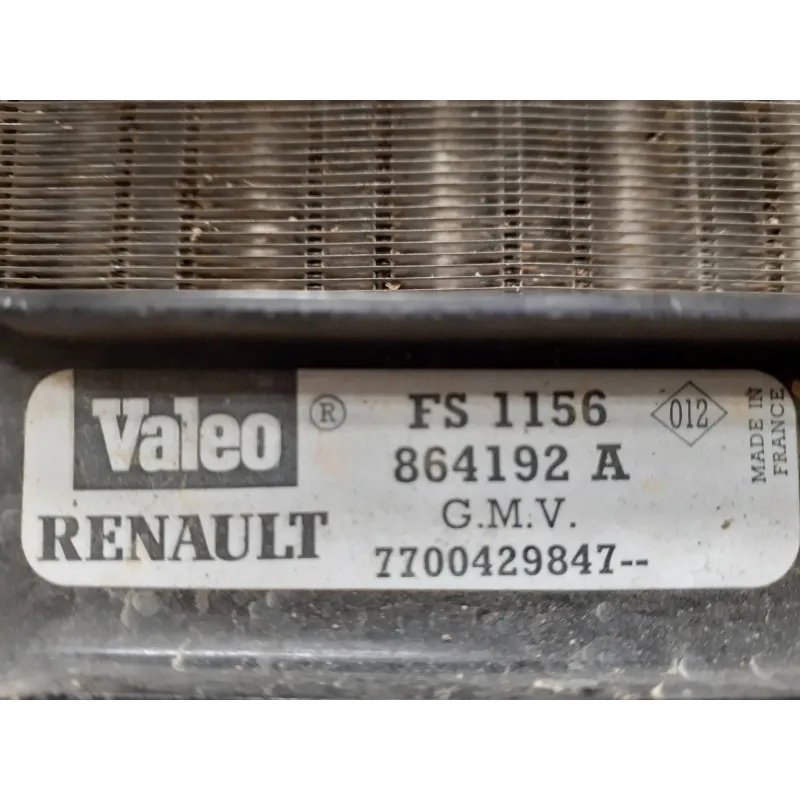 Valeo ®
RENAULT
FS 1156
864192 A
G.M.V.
7700429847--
012
MADE IN
FRANCE